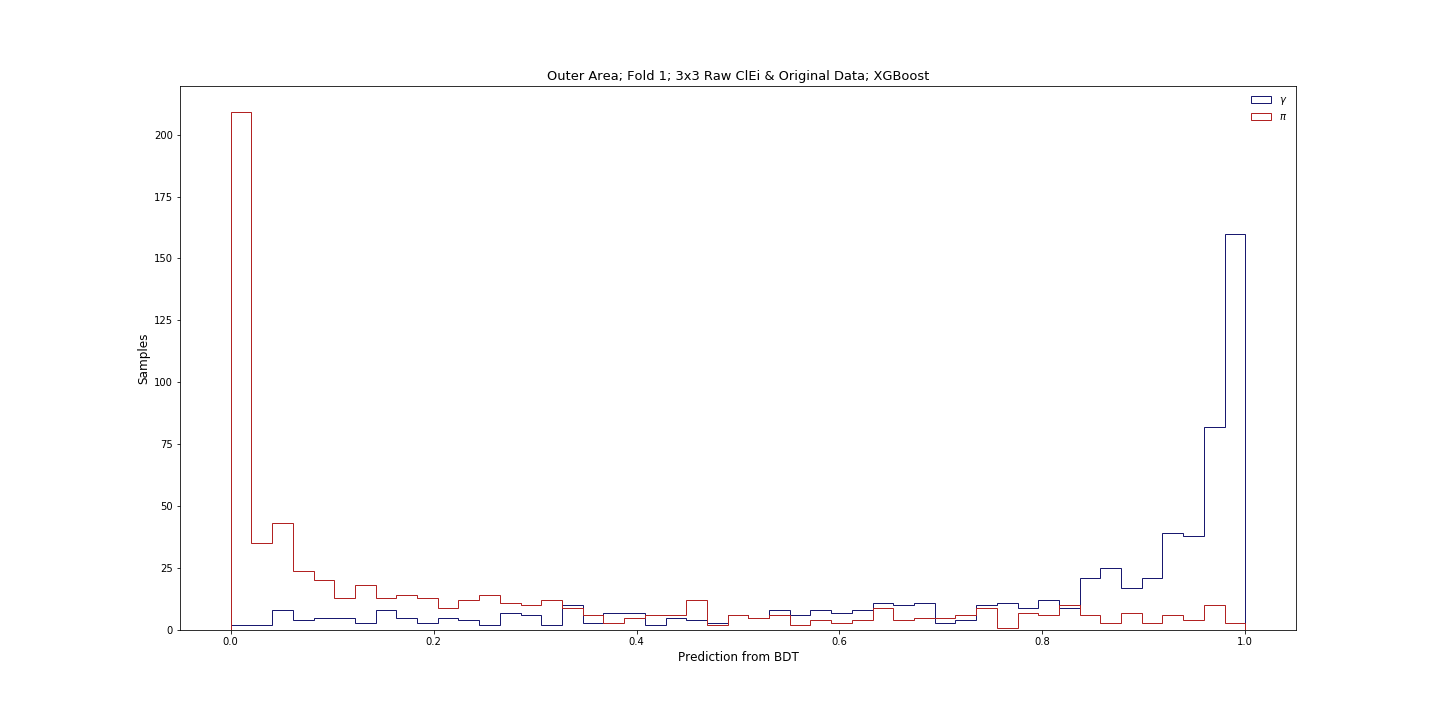 Outer Area; Fold 1; 3x3 Raw ClEi & Original Data; XGBoost
γ
π
200
175
150
125
100
75
50
25
0
Samples
0.0 0.2 0.4 0.6 0.8 1.0
Prediction from BDT